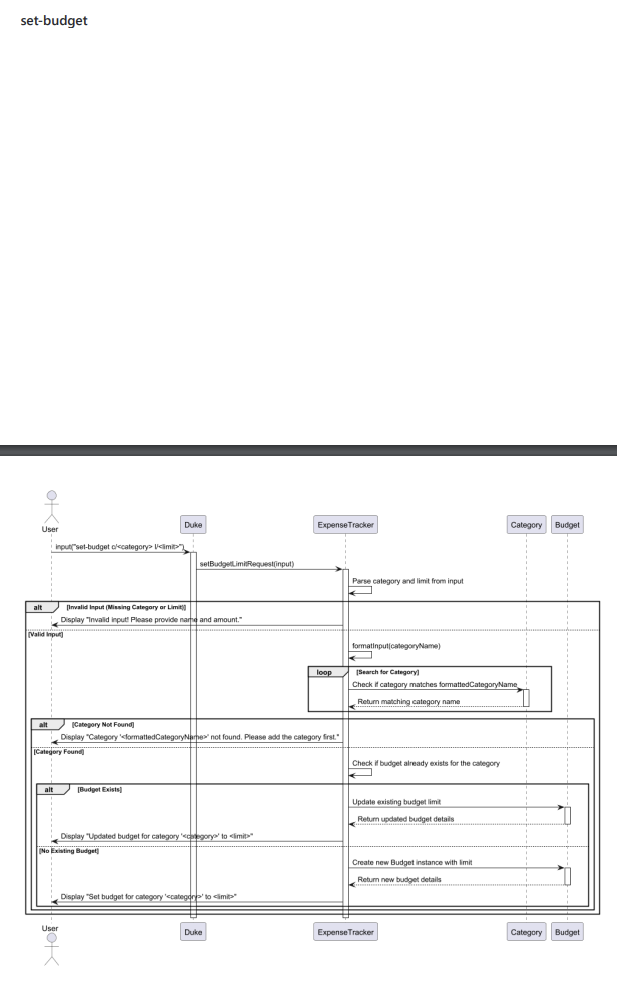 set-budget
User
Duke
ExpenseTracker
Category
Budget
input("set-budget c/<category> l/<limit>")
setBudgetLimitRequest(input)
Parse category and limit from input
alt
[Invalid Input (Missing Category or Limit)]
Display "Invalid input! Please provide name and amount."
[Valid Input]
formatInput(categoryName)
loop
[Search for Category]
Check if category matches formattedCategoryName
Return matching category name
alt
[Category Not Found]
Display "Category '<formattedCategoryName>' not found. Please add the category first."
[Category Found]
Check if budget already exists for the category
alt
[Budget Exists]
Update existing budget limit
Return updated budget details
Display "Updated budget for category '<category>' to <limit>"
[No Existing Budget]
Create new Budget instance with limit
Return new budget details
Display "Set budget for category '<category>' to <limit>"
User
Duke
ExpenseTracker
Category
Budget